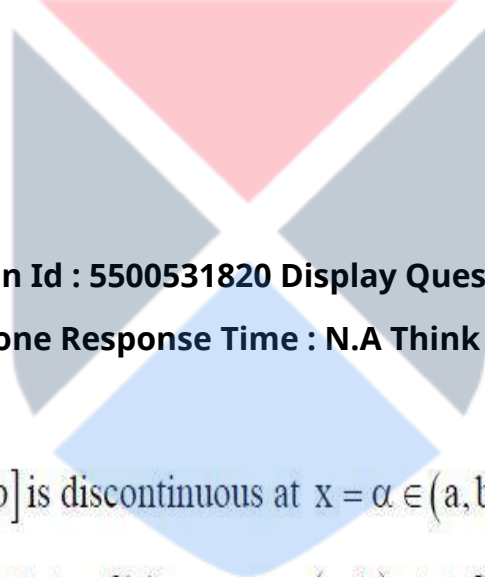 n Id : 5500531820 Display Ques
one Response Time : N.A Think
] is discontinuous at x = α ∈ (a, b